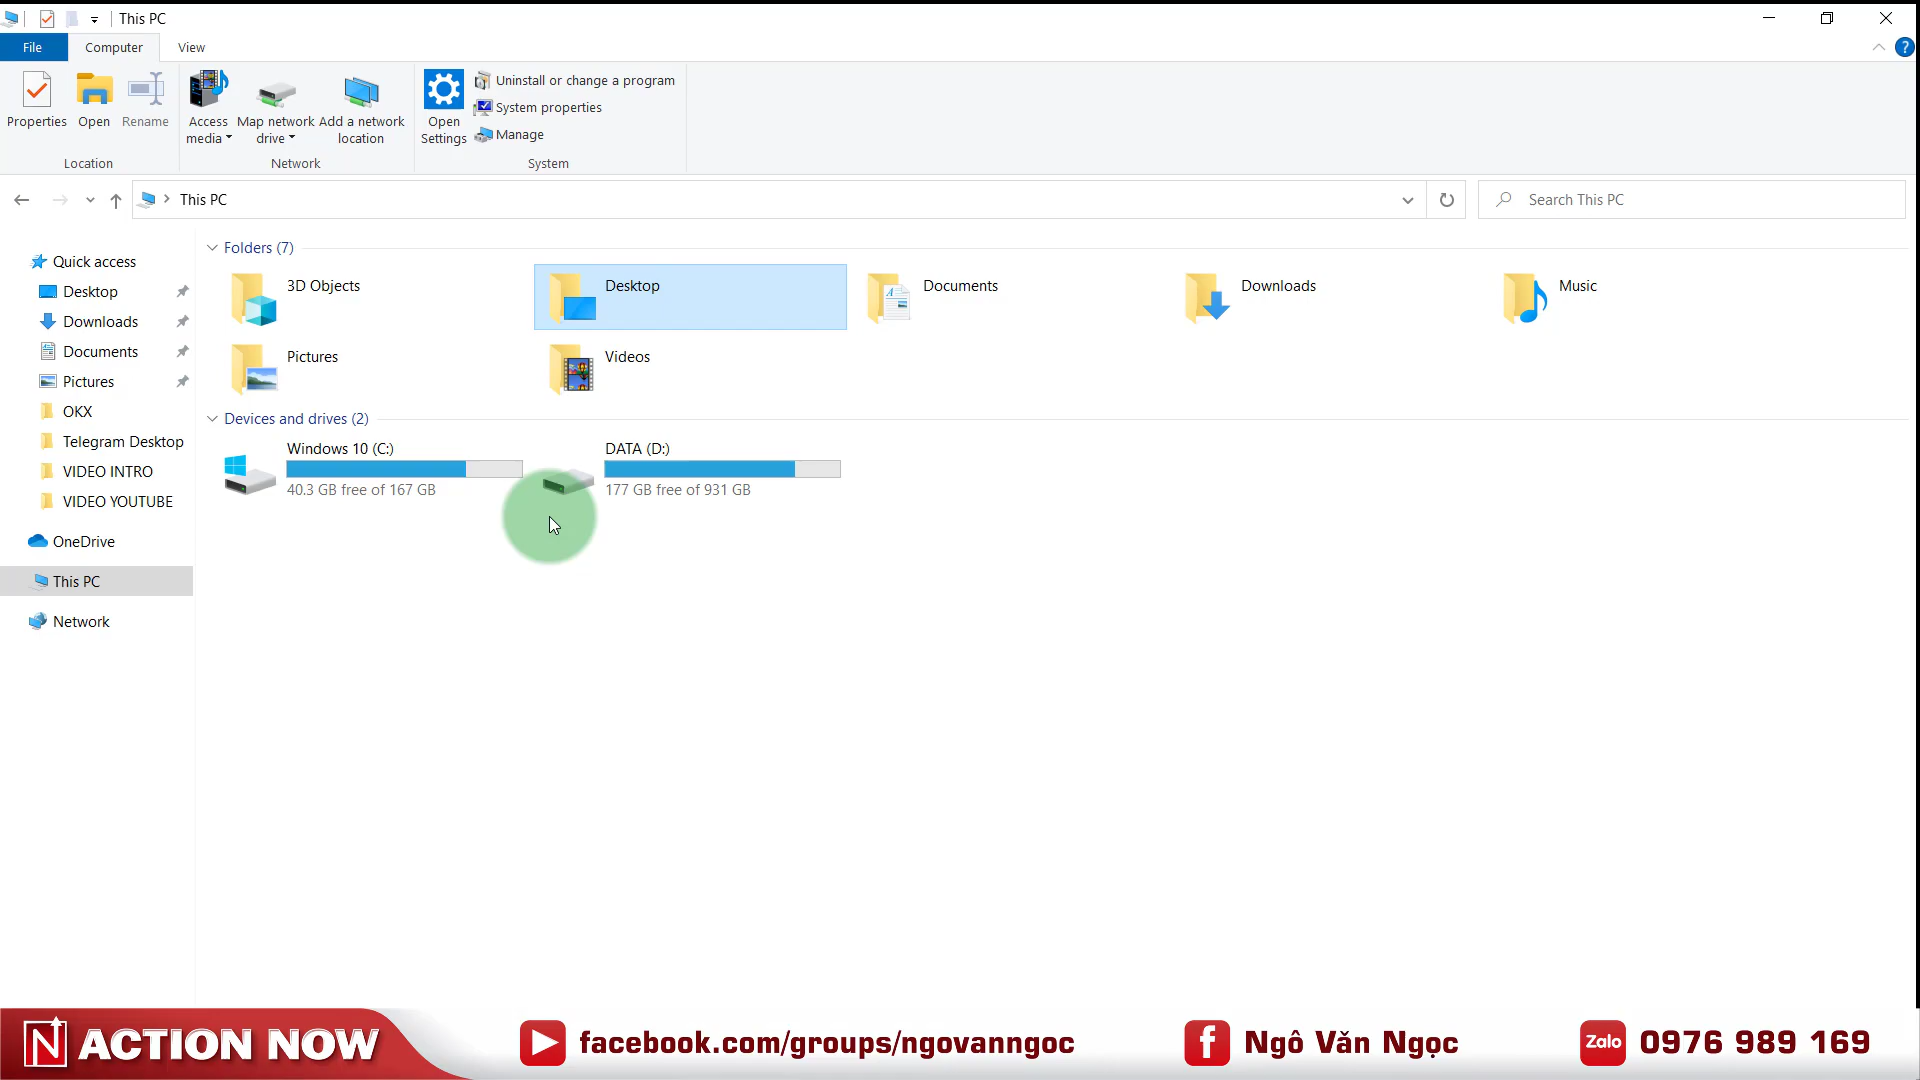 This PC
File Computer View
Properties Open Rename Access media Map network drive Add a network location Open Settings Uninstall or change a program
System properties
Manage
Location Network System
This PC
Search This PC
Quick access
Desktop
Downloads
Documents
Pictures
OKX
Telegram Desktop
VIDEO INTRO
VIDEO YOUTUBE
OneDrive
This PC
Network
Folders (7)
3D Objects Desktop Documents Downloads Music
Pictures Videos
Devices and drives (2)
Windows 10 (C:)
40.3 GB free of 167 GB
DATA (D:)
177 GB free of 931 GB
N ACTION NOW facebook.com/groups/ngovanngoc f Ngô Văn Ngọc Zalo 0976 989 169